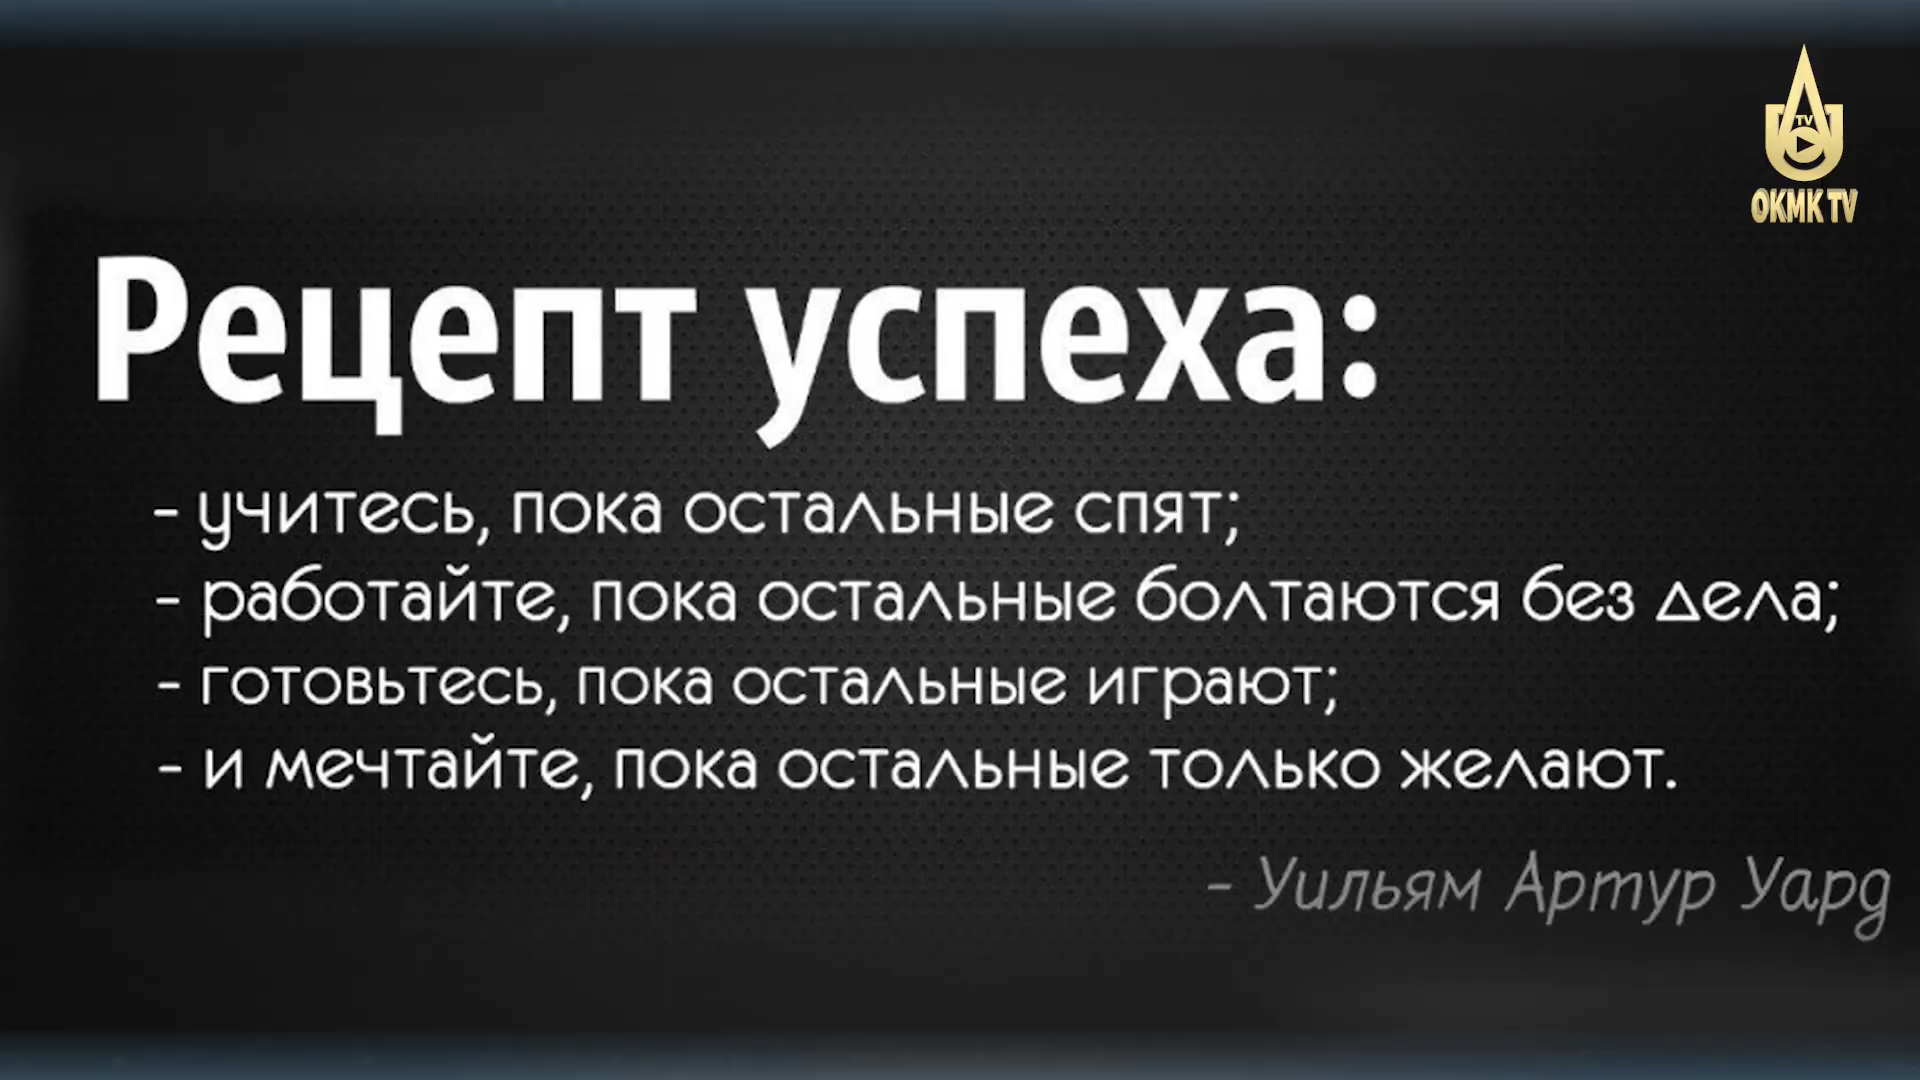 TV
OKMK TV
Рецепт успеха:
- учитесь, пока остальные спят;
- работайте, пока остальные болтаются без дела;
- готовьтесь, пока остальные играют;
- и мечтайте, пока остальные только желают.
- Уильям Артур Уард